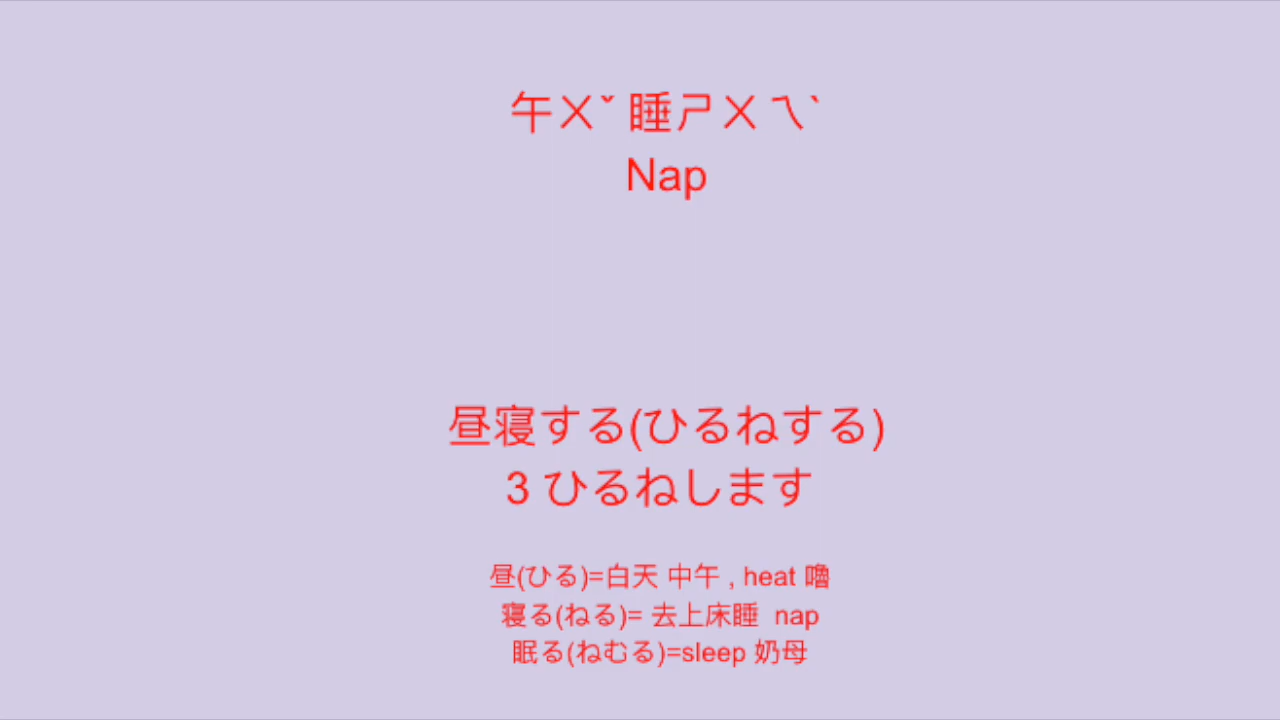 午ㄨˇ 睡ㄕㄨㄟˋ
Nap
昼寝する(ひるねする)
3 ひるねします
昼(ひる)=白天 中午 , heat 嚕
寝る(ねる)= 去上床睡 nap
眠る(ねむる)=sleep 奶母